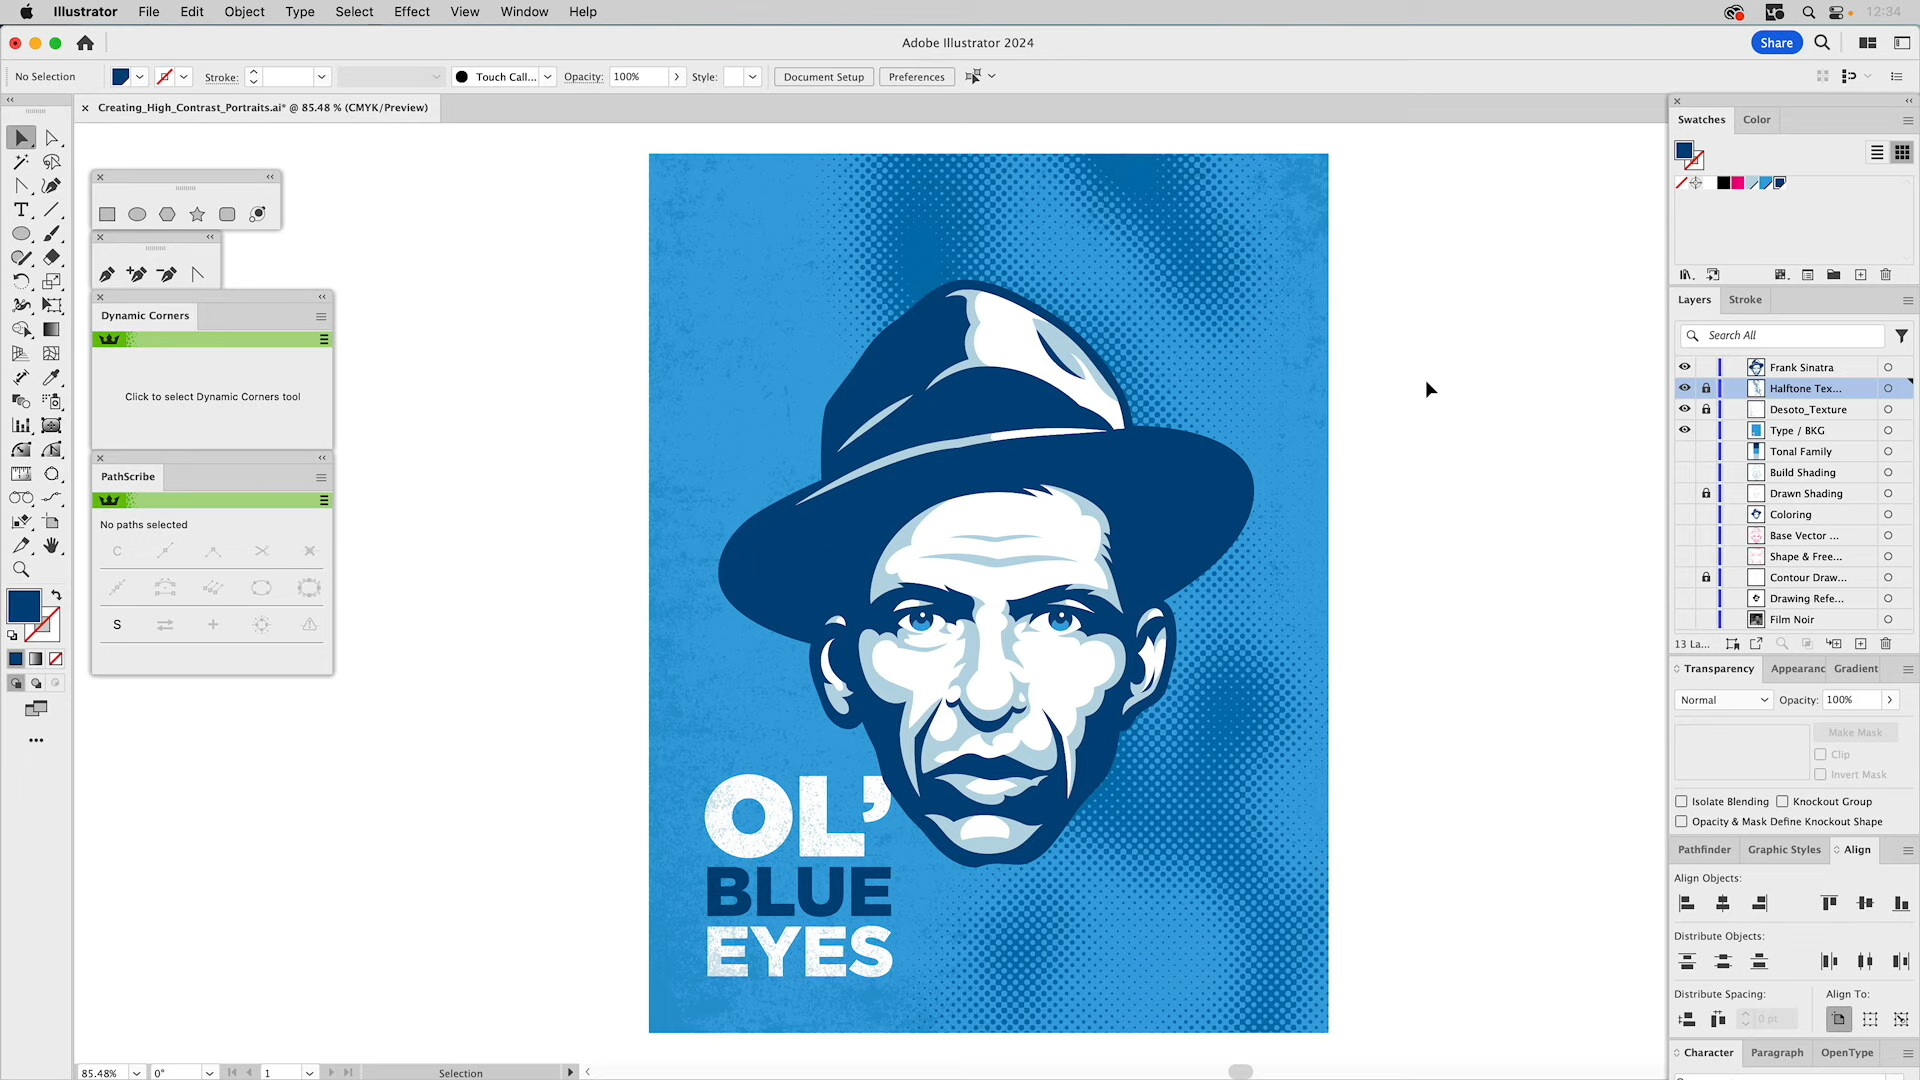 Illustrator File Edit Object Type Select Effect View Window Help 12:34
Adobe Illustrator 2024
Share
No Selection Stroke: Touch Call... Opacity: 100% Style: Document Setup Preferences
Creating_High_Contrast_Portraits.ai* @ 85.48 % (CMYK/Preview)
Dynamic Corners
Click to select Dynamic Corners tool
PathScribe
No paths selected
C
S
OL'
BLUE
EYES
Swatches Color
Layers Stroke
Search All
Frank Sinatra
Halftone Tex...
Desoto_Texture
Type / BKG
Tonal Family
Build Shading
Drawn Shading
Coloring
Base Vector ...
Shape & Free...
Contour Draw...
Drawing Refe...
Film Noir
13 La...
Transparency Appearanc Gradient
Normal Opacity: 100%
Make Mask
Clip
Invert Mask
Isolate Blending Knockout Group
Opacity & Mask Define Knockout Shape
Pathfinder Graphic Styles Align
Align Objects:
Distribute Objects:
Distribute Spacing: Align To:
0 pt
Character Paragraph OpenType
85.48% 0° 1 Selection